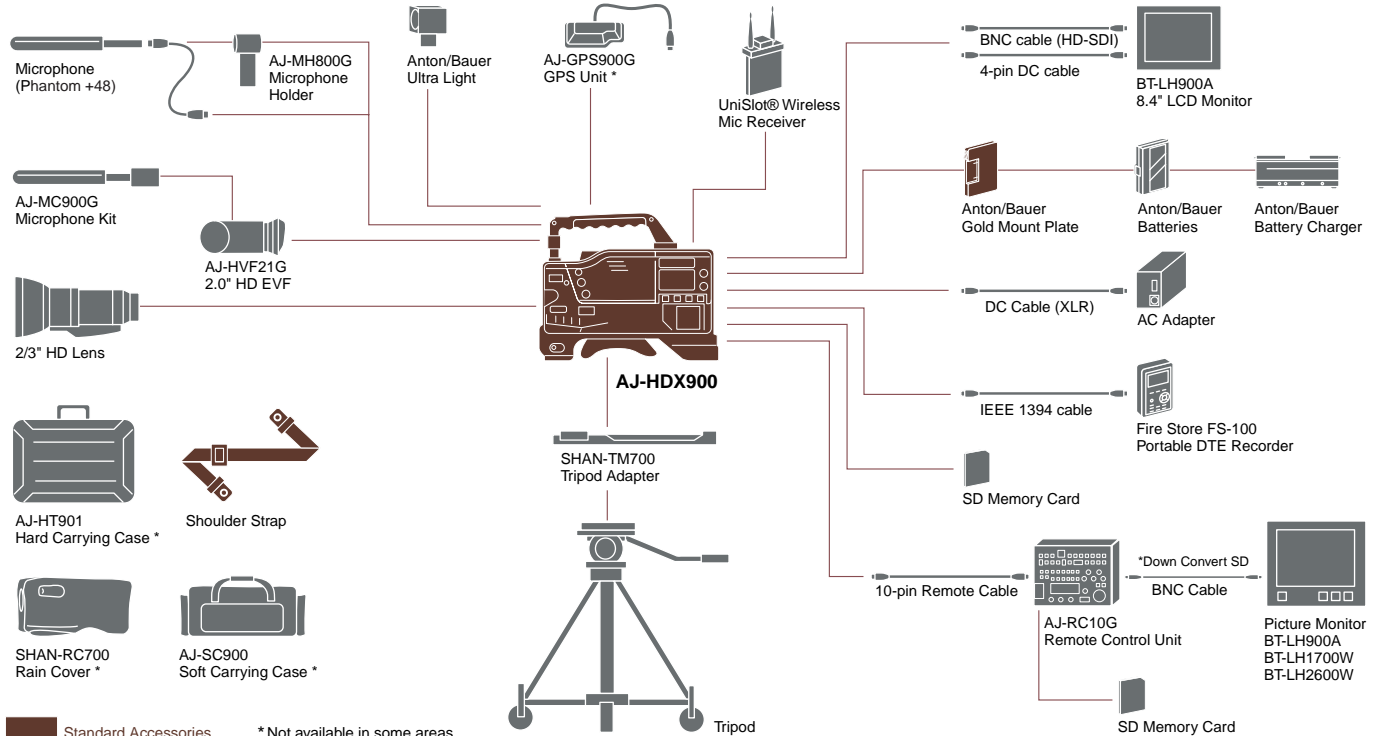 Microphone
(Phantom +48)
AJ-MH800G
Microphone
Holder
Anton/Bauer
Ultra Light
AJ-GPS900G
GPS Unit *
UniSlot® Wireless
Mic Receiver
BNC cable (HD-SDI)
4-pin DC cable
BT-LH900A
8.4" LCD Monitor
AJ-MC900G
Microphone Kit
AJ-HVF21G
2.0" HD EVF
Anton/Bauer
Gold Mount Plate
Anton/Bauer
Batteries
Anton/Bauer
Battery Charger
2/3" HD Lens
DC Cable (XLR)
AC Adapter
AJ-HDX900
IEEE 1394 cable
Fire Store FS-100
Portable DTE Recorder
SHAN-TM700
Tripod Adapter
SD Memory Card
AJ-HT901
Hard Carrying Case *
Shoulder Strap
10-pin Remote Cable
AJ-RC10G
Remote Control Unit
*Down Convert SD
BNC Cable
Picture Monitor
BT-LH900A
BT-LH1700W
BT-LH2600W
SHAN-RC700
Rain Cover *
AJ-SC900
Soft Carrying Case *
Tripod
SD Memory Card
Standard Accessories
* Not available in some areas